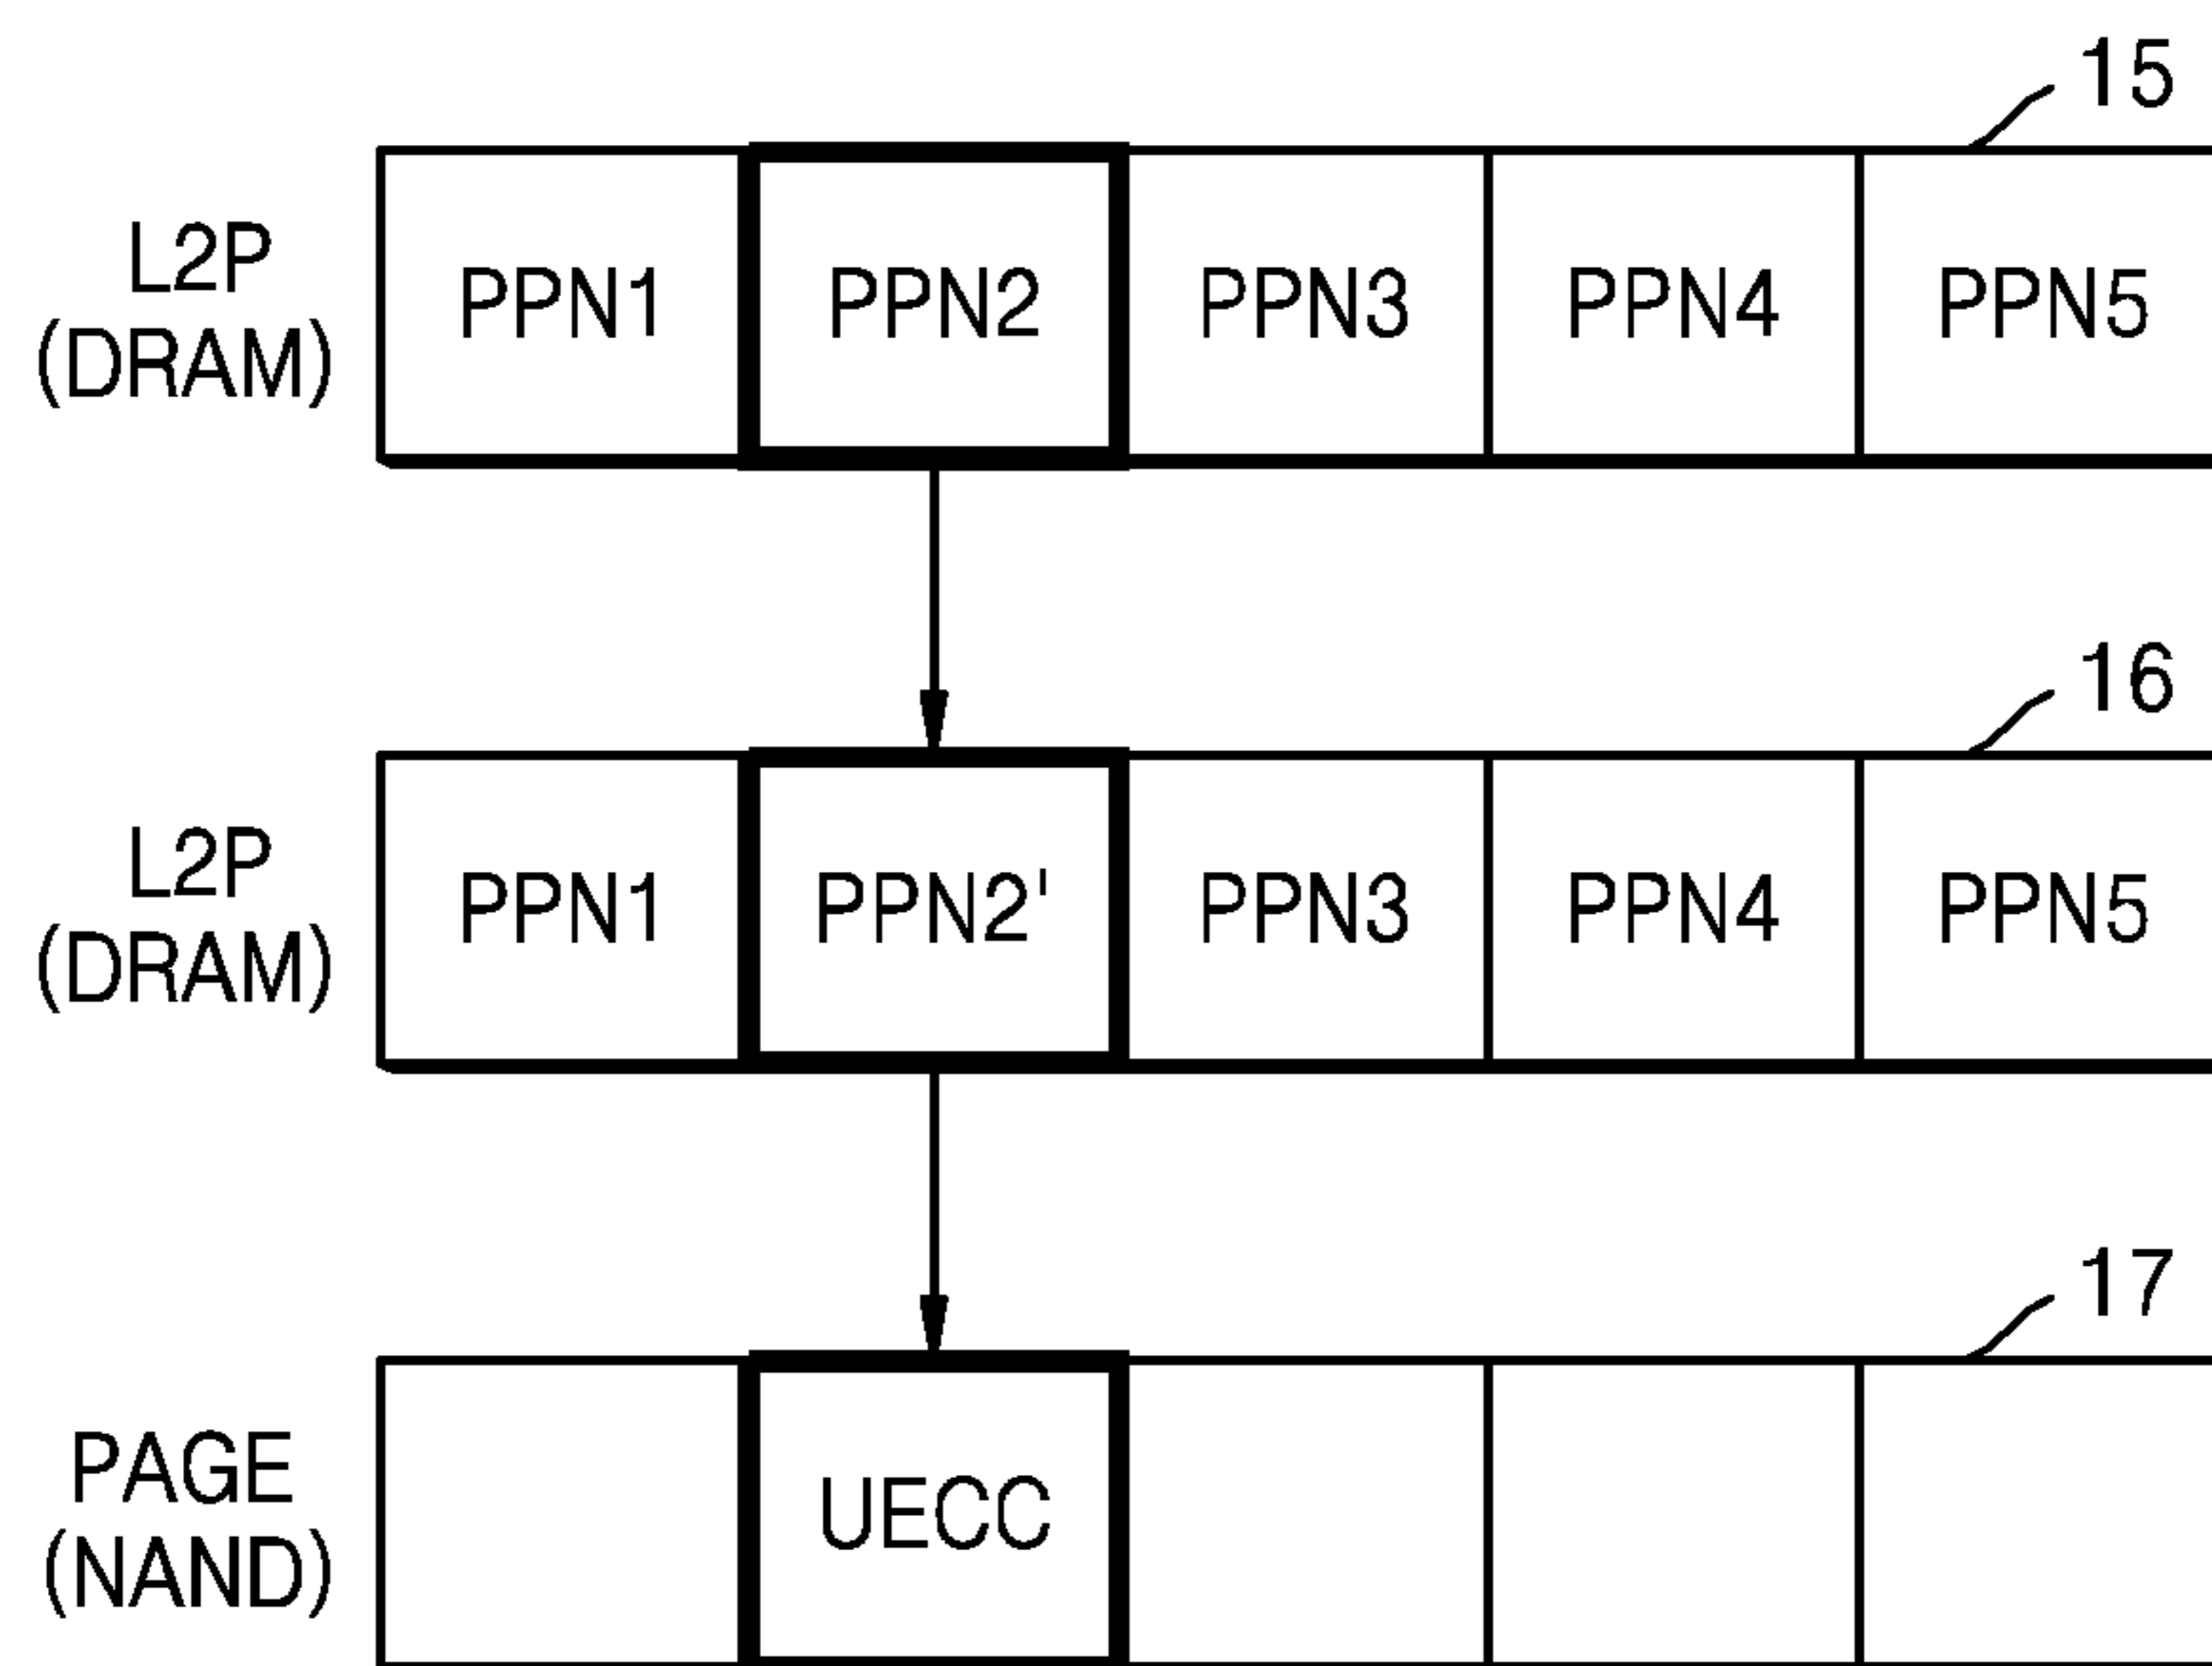 15
L2P
(DRAM)
PPN1 PPN2 PPN3 PPN4 PPN5
16
L2P
(DRAM)
PPN1 PPN2' PPN3 PPN4 PPN5
17
PAGE
(NAND)
UECC